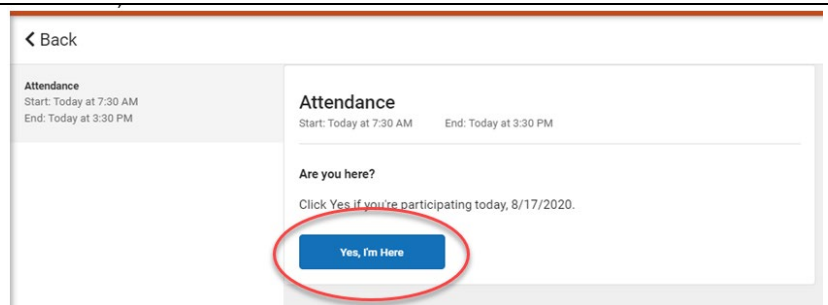 Back
Attendance
Start: Today at 7:30 AM
End: Today at 3:30 PM
Attendance
Start: Today at 7:30 AM End: Today at 3:30 PM
Are you here?
Click Yes if you're participating today, 8/17/2020.
Yes, I'm Here